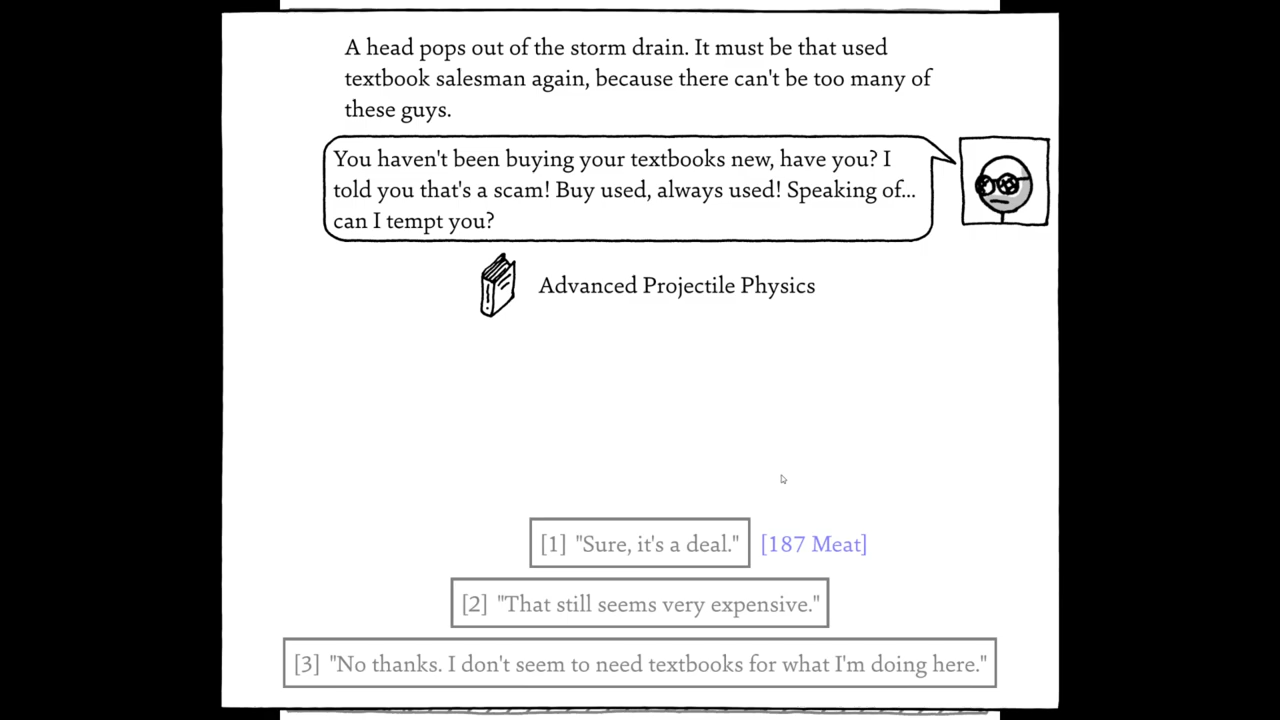 A head pops out of the storm drain. It must be that used
textbook salesman again, because there can't be too many of
these guys.
You haven't been buying your textbooks new, have you? I
told you that's a scam! Buy used, always used! Speaking of...
can I tempt you?
Advanced Projectile Physics
[1] "Sure, it's a deal." [187 Meat]
[2] "That still seems very expensive."
[3] "No thanks. I don't seem to need textbooks for what I'm doing here."